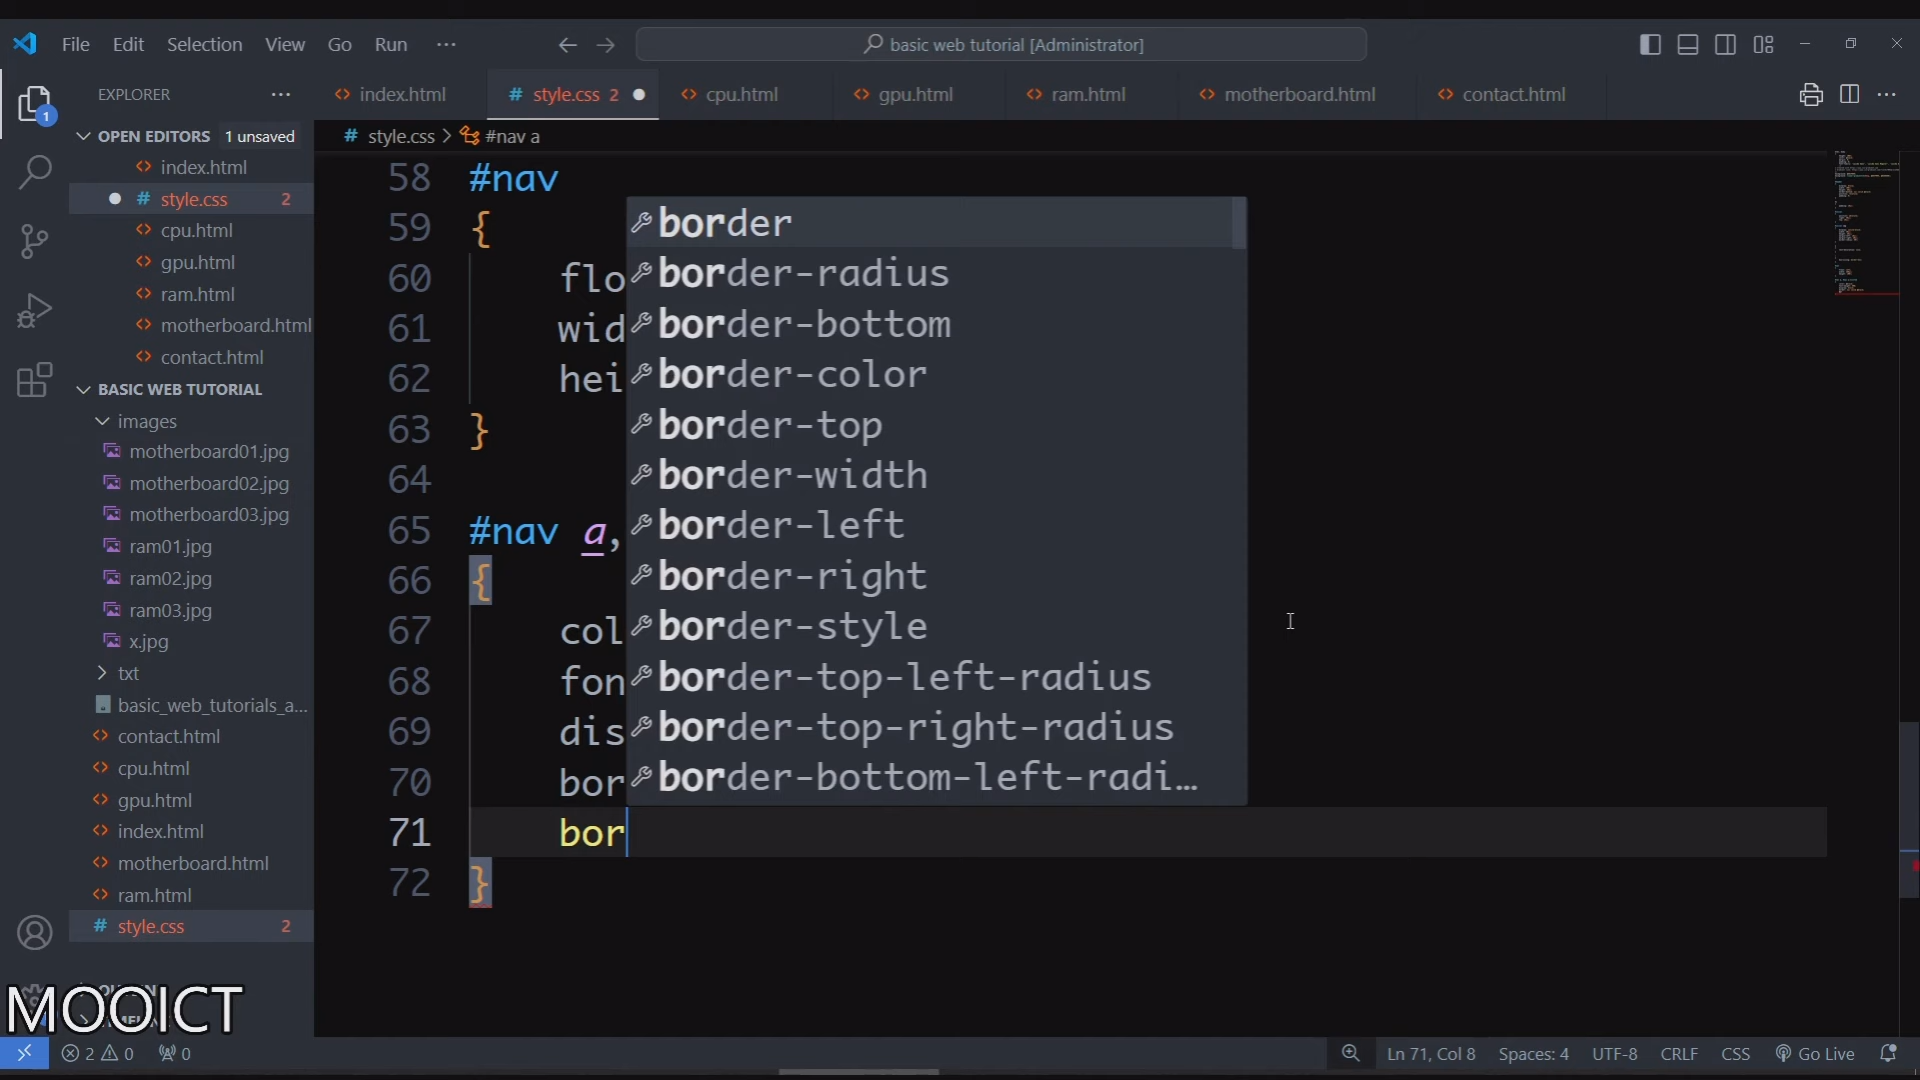 File Edit Selection View Go Run ...
basic web tutorial [Administrator]
EXPLORER ...
index.html
style.css 2
cpu.html
gpu.html
ram.html
motherboard.html
contact.html
OPEN EDITORS 1 unsaved
index.html
style.css 2
cpu.html
gpu.html
ram.html
motherboard.html
contact.html
BASIC WEB TUTORIAL
images
motherboard01.jpg
motherboard02.jpg
motherboard03.jpg
ram01.jpg
ram02.jpg
ram03.jpg
x.jpg
txt
basic_web_tutorials_a...
contact.html
cpu.html
gpu.html
index.html
motherboard.html
ram.html
style.css 2
MOOICT
1
# style.css > #nav a
58 #nav
59 {
60 flo
61 wid
62 hei
63 }
64
65 #nav a,
66 {
67 col
68 fon
69 dis
70 bor
71 bor
72 }
border
border-radius
border-bottom
border-color
border-top
border-width
border-left
border-right
border-style
border-top-left-radius
border-top-right-radius
border-bottom-left-radi...
2 0 0
Ln 71, Col 8 Spaces: 4 UTF-8 CRLF CSS Go Live